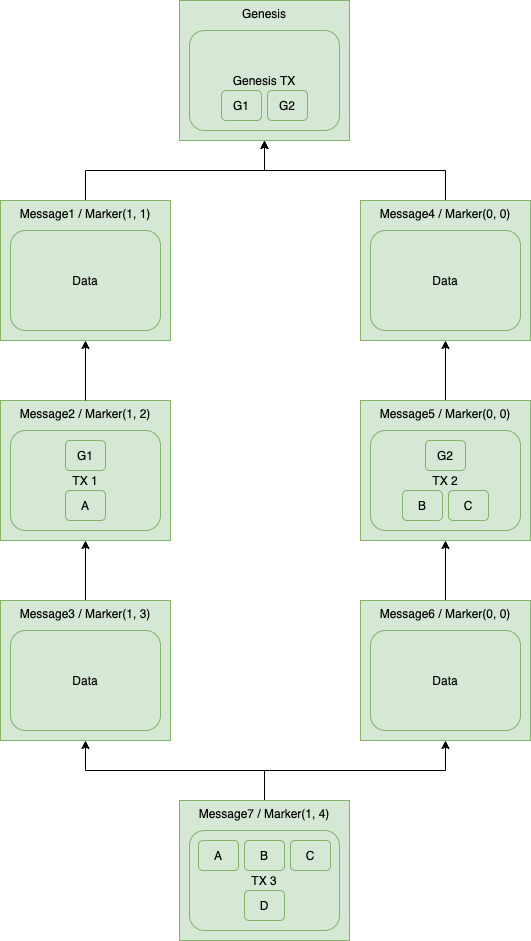 Genesis
Genesis TX
G1 G2
Message1 / Marker(1, 1)
Data
Message4 / Marker(0, 0)
Data
Message2 / Marker(1, 2)
G1
TX 1
A
Message5 / Marker(0, 0)
G2
TX 2
B C
Message3 / Marker(1, 3)
Data
Message6 / Marker(0, 0)
Data
Message7 / Marker(1, 4)
A B C
TX 3
D